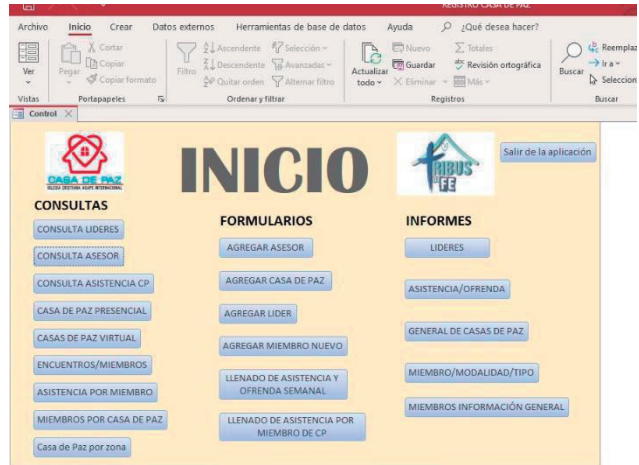 REGISTRO CASA DE PAZ
Archivo Inicio Crear Datos externos Herramientas de base de datos Ayuda ¿Qué desea hacer?
Ver
Vistas
Pegar
Cortar
Copiar
Copiar formato
Portapapeles
Filtro
Ascendente
Descendente
Quitar orden
Selección
Avanzadas
Alternar filtro
Ordenar y filtrar
Actualizar
todo
Nuevo
Guardar
Eliminar
Totales
Revisión ortográfica
Más
Registros
Buscar
Reemplaz
Ir a
Seleccion
Buscar
Control
CASA DE PAZ
IGLESIA CRISTIANA AGAPE INTERNACIONAL
INICIO
TRIBUS
DE FE
Salir de la aplicación
CONSULTAS
CONSULTA LIDERES
CONSULTA ASESOR
CONSULTA ASISTENCIA CP
CASA DE PAZ PRESENCIAL
CASAS DE PAZ VIRTUAL
ENCUENTROS/MIEMBROS
ASISTENCIA POR MIEMBRO
MIEMBROS POR CASA DE PAZ
Casa de Paz por zona
FORMULARIOS
AGREGAR ASESOR
AGREGAR CASA DE PAZ
AGREGAR LIDER
AGREGAR MIEMBRO NUEVO
LLENADO DE ASISTENCIA Y
OFRENDA SEMANAL
LLENADO DE ASISTENCIA POR
MIEMBRO DE CP
INFORMES
LIDERES
ASISTENCIA/OFRENDA
GENERAL DE CASAS DE PAZ
MIEMBRO/MODALIDAD/TIPO
MIEMBROS INFORMACIÓN GENERAL